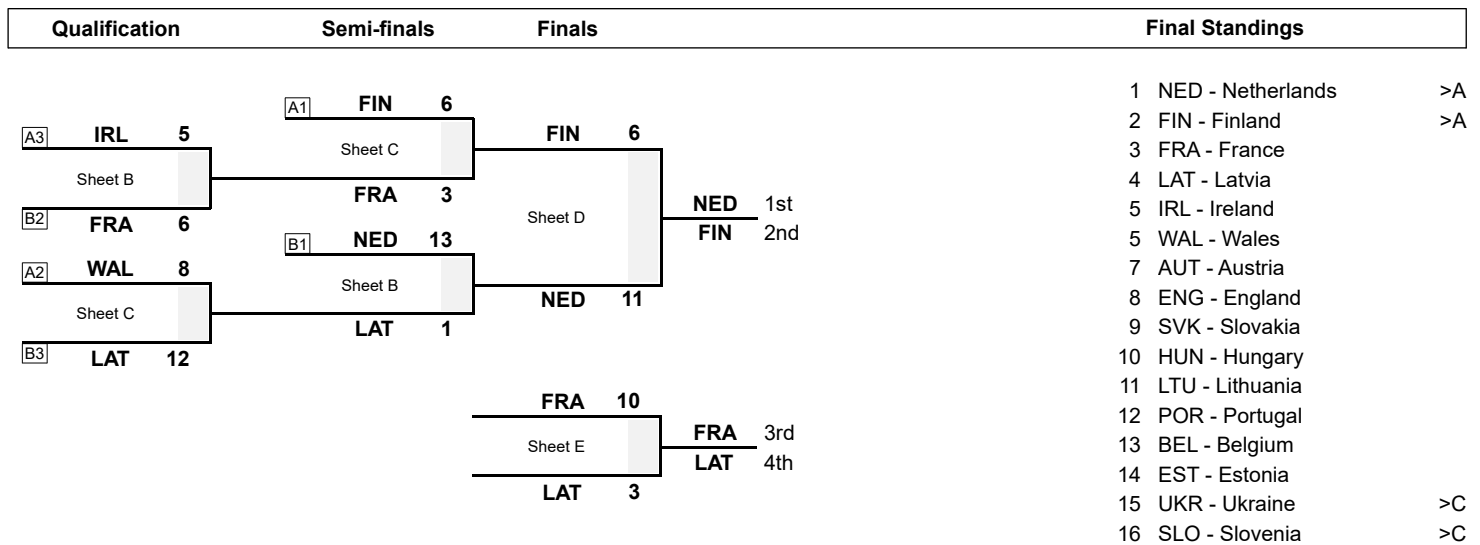 Qualification Semi-finals Finals Final Standings
A1 FIN 6
A3 IRL 5
Sheet B
B2 FRA 6
Sheet C
FRA 3
A2 WAL 8
Sheet C
B3 LAT 12
B1 NED 13
Sheet B
LAT 1
FIN 6
Sheet D
NED 11
NED 1st
FIN 2nd
FRA 10
Sheet E
LAT 3
FRA 3rd
LAT 4th
1 NED - Netherlands >A
2 FIN - Finland >A
3 FRA - France
4 LAT - Latvia
5 IRL - Ireland
5 WAL - Wales
7 AUT - Austria
8 ENG - England
9 SVK - Slovakia
10 HUN - Hungary
11 LTU - Lithuania
12 POR - Portugal
13 BEL - Belgium
14 EST - Estonia
15 UKR - Ukraine >C
16 SLO - Slovenia >C